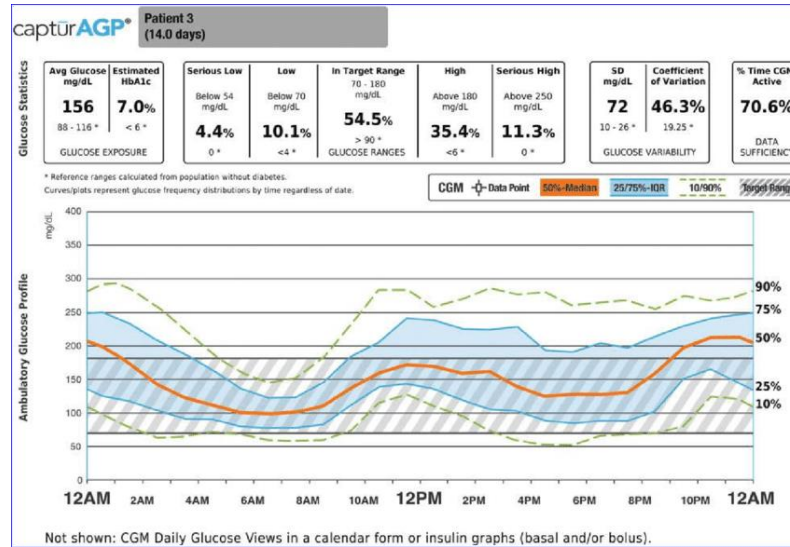 captūrAGP®
Patient 3
(14.0 days)
Glucose Statistics
Avg Glucose Estimated
mg/dL HbA1c
156 7.0%
88 - 116 * < 6 *
GLUCOSE EXPOSURE
Serious Low Low In Target Range High Serious High
Below 54 Below 70 70 - 180 Above 180 Above 250
mg/dL mg/dL mg/dL mg/dL mg/dL
4.4% 10.1% 54.5% 35.4% 11.3%
0 * <4 * > 90 * <6 * 0 *
GLUCOSE RANGES
SD Coefficient
mg/dL of Variation
72 46.3%
10 - 26 * 19.25 *
GLUCOSE VARIABILITY
% Time CGM
Active
70.6%
DATA
SUFFICIENCY
* Reference ranges calculated from population without diabetes.
Curves/plots represent glucose frequency distributions by time regardless of date.
CGM Data Point 50%-Median 25/75%-IQR 10/90% Target Range
Ambulatory Glucose Profile
mg/dL
400
350
300
250
200
150
100
50
0
90%
75%
50%
25%
10%
12AM 2AM 4AM 6AM 8AM 10AM 12PM 2PM 4PM 6PM 8PM 10PM 12AM
Not shown: CGM Daily Glucose Views in a calendar form or insulin graphs (basal and/or bolus).